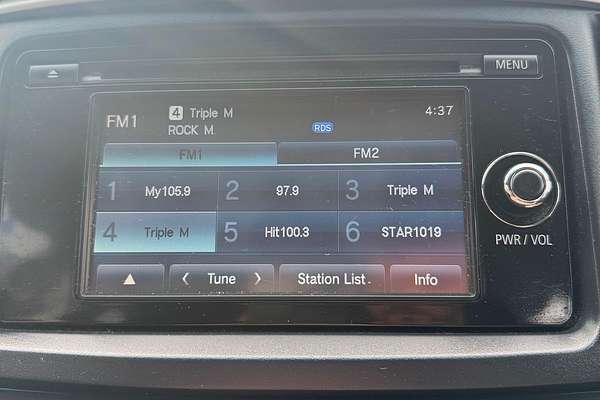 MENU
FM1 4 Triple M 4:37
ROCK M RDS
FM1 FM2
1 My105.9 2 97.9 3 Triple M
4 Triple M 5 Hit100.3 6 STAR1019
Tune Station List Info
PWR / VOL